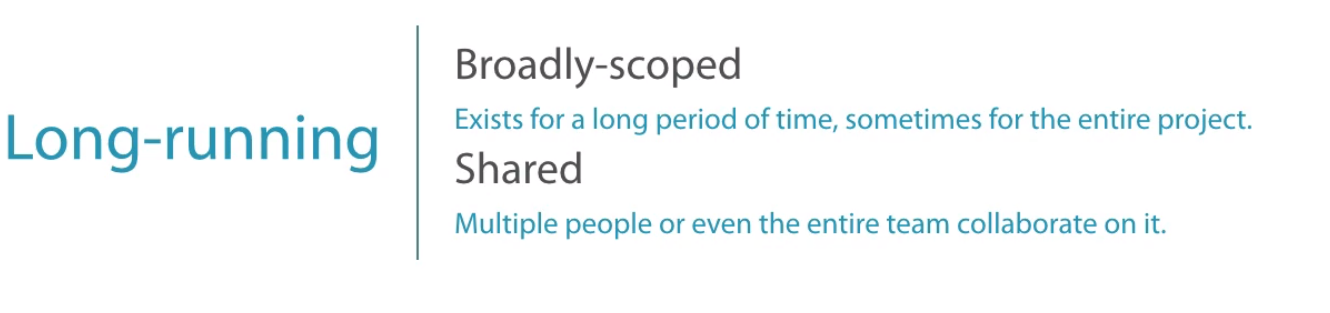 Long-running
Broadly-scoped
Exists for a long period of time, sometimes for the entire project.
Shared
Multiple people or even the entire team collaborate on it.